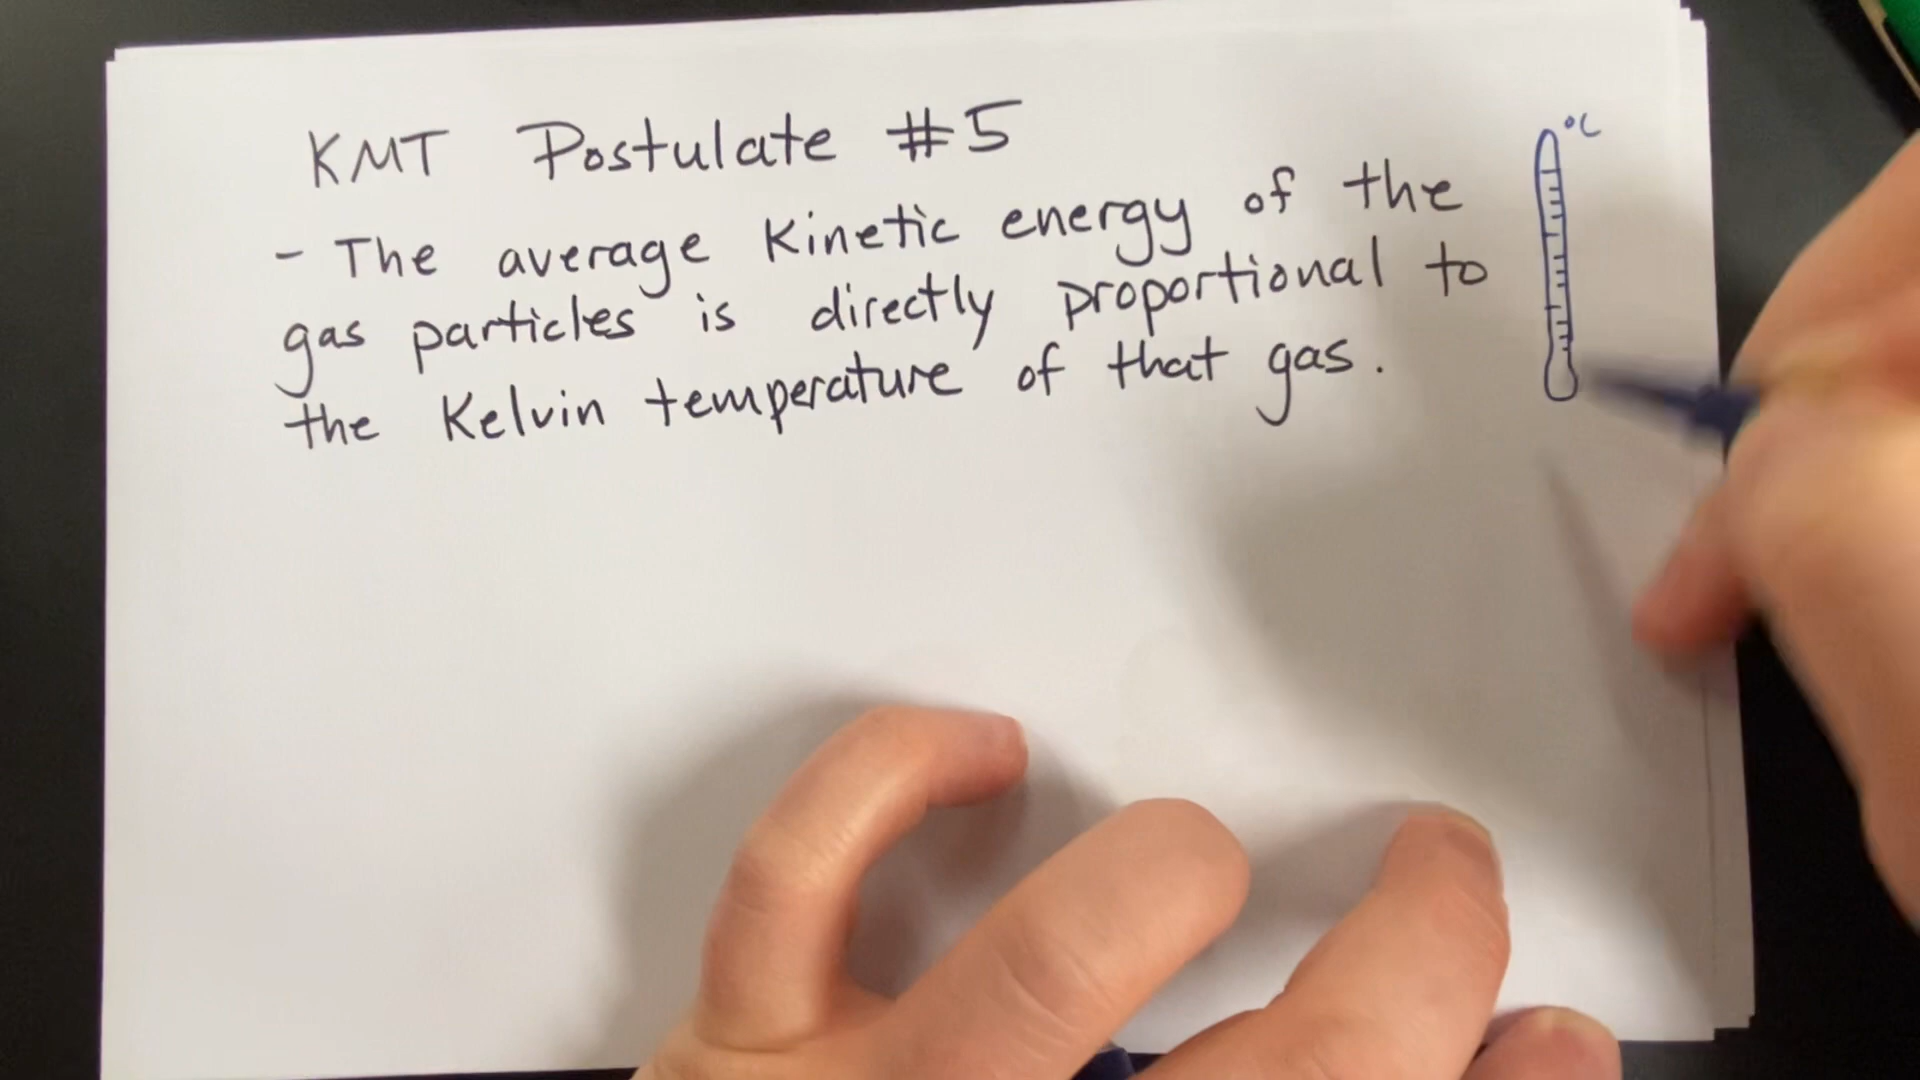 KMT Postulate #5
- The average kinetic energy of the
gas particles is directly proportional to
the Kelvin temperature of that gas.
°C